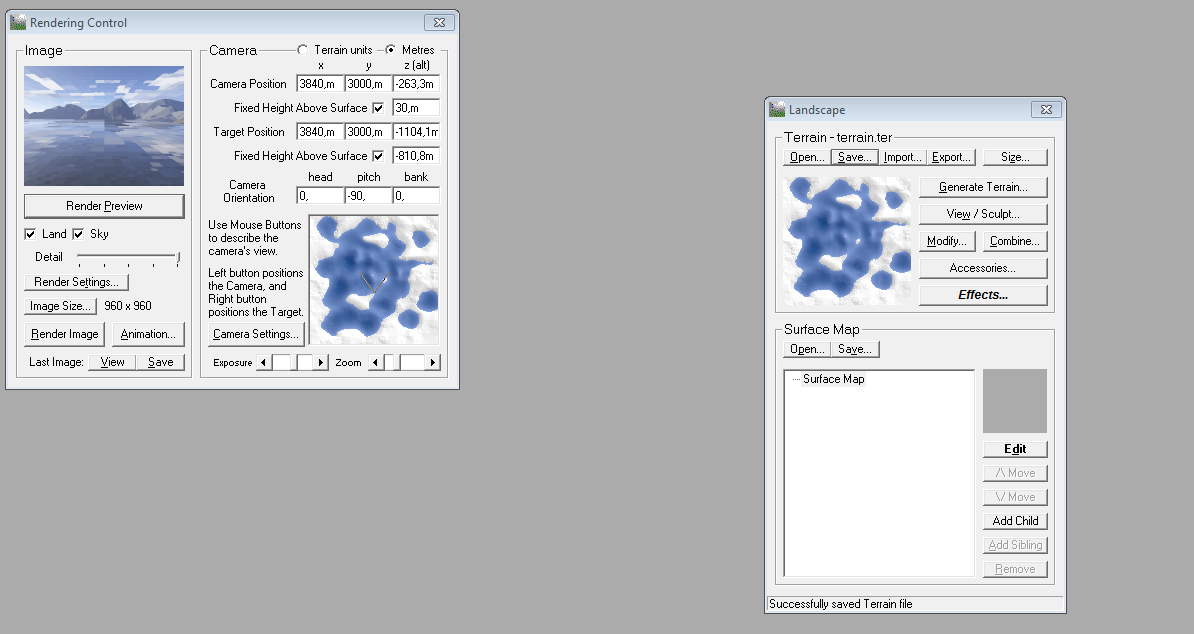 Rendering Control
Image
Render Preview
Land Sky
Detail
Render Settings...
Image Size... 960 x 960
Render Image Animation...
Last Image: View Save
Camera Terrain units Metres
x y z (alt)
Camera Position 3840,m 3000,m -263,3m
Fixed Height Above Surface 30,m
Target Position 3840,m 3000,m -1104,1m
Fixed Height Above Surface -810,8m
head pitch bank
Camera
Orientation 0, -90, 0,
Use Mouse Buttons
to describe the
camera's view.
Left button positions
the Camera, and
Right button
positions the Target.
Camera Settings...
Exposure Zoom
Landscape
Terrain - terrain.ter
Open... Save... Import... Export... Size...
Generate Terrain...
View / Sculpt...
Modify... Combine...
Accessories...
Effects...
Surface Map
Open... Save...
Surface Map
Edit
/\ Move
\/ Move
Add Child
Add Sibling
Remove
Successfully saved Terrain file